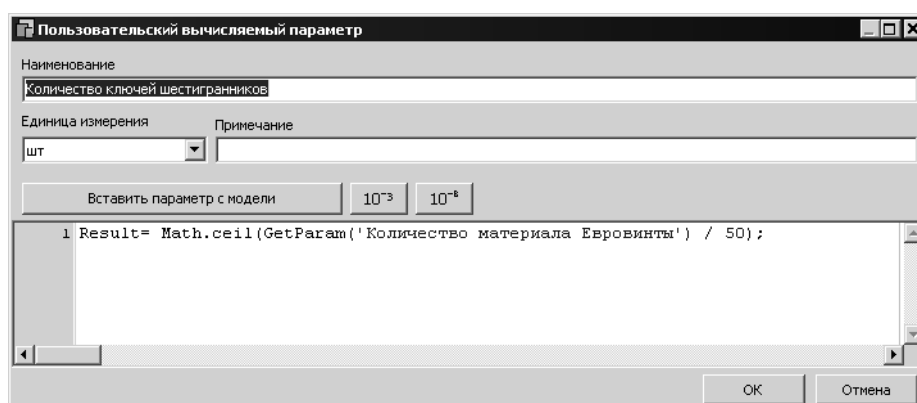 Пользовательский вычисляемый параметр
Наименование
Количество ключей шестигранников
Единица измерения Примечание
шт
Вставить параметр с модели 10⁻³ 10⁻⁶
1 Result= Math.ceil(GetParam('Количество материала Евровинты') / 50);
OK Отмена